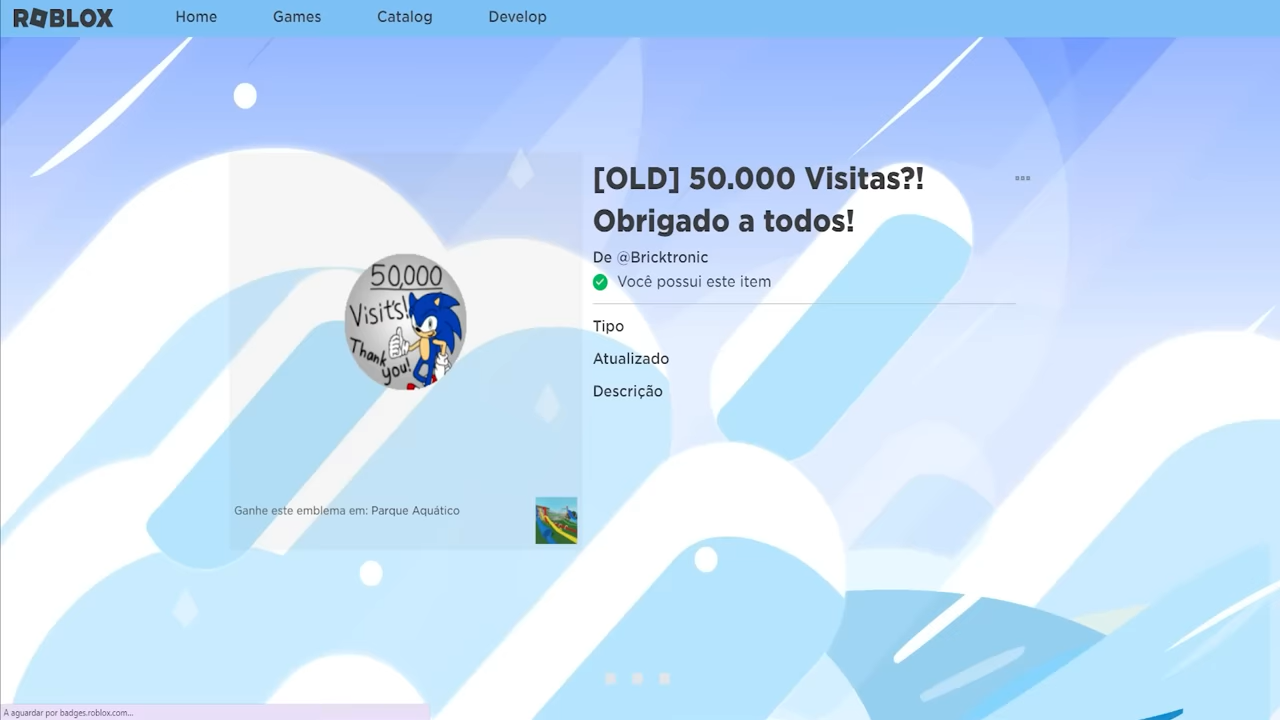 ROBLOX Home Games Catalog Develop
[OLD] 50.000 Visitas?!
Obrigado a todos!
De @Bricktronic
Você possui este item
50,000
Visit's!
Thank
you!
Tipo
Atualizado
Descrição
Ganhe este emblema em: Parque Aquático
A aguardar por badges.roblox.com...